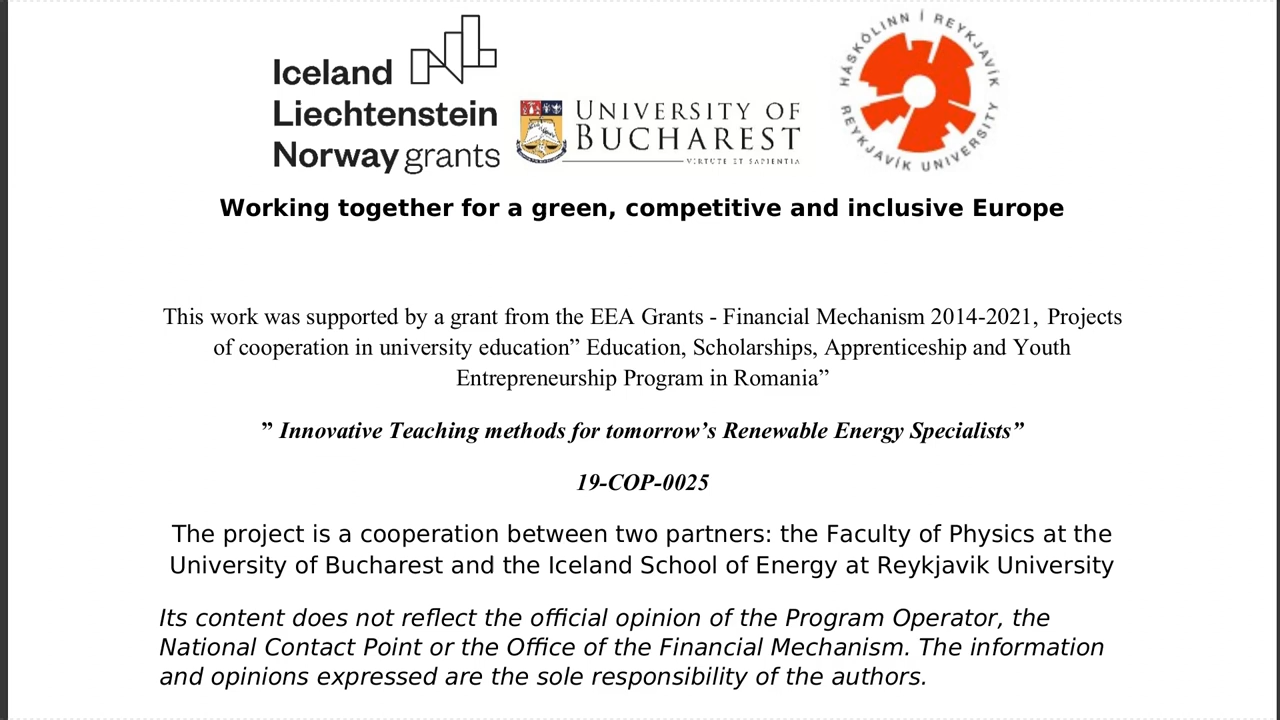 Iceland
Liechtenstein
Norway grants
UNIVERSITY OF
BUCHAREST
VIRTUTE ET SAPIENTIA
HÁSKÓLINN Í REYKJAVÍK
REYKJAVÍK UNIVERSITY
Working together for a green, competitive and inclusive Europe
This work was supported by a grant from the EEA Grants - Financial Mechanism 2014-2021, Projects
of cooperation in university education” Education, Scholarships, Apprenticeship and Youth
Entrepreneurship Program in Romania”
” Innovative Teaching methods for tomorrow’s Renewable Energy Specialists”
19-COP-0025
The project is a cooperation between two partners: the Faculty of Physics at the
University of Bucharest and the Iceland School of Energy at Reykjavik University
Its content does not reflect the official opinion of the Program Operator, the
National Contact Point or the Office of the Financial Mechanism. The information
and opinions expressed are the sole responsibility of the authors.